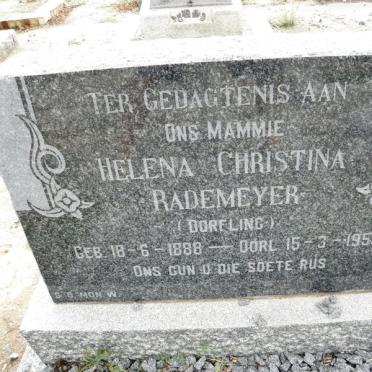 TER GEDAGTENIS AAN
ONS MAMMIE
HELENA CHRISTINA
RADEMEYER
(DORFLING)
GEB. 18-6-1888 — OORL. 15-3-195
ONS GUN U DIE SOETE RUS